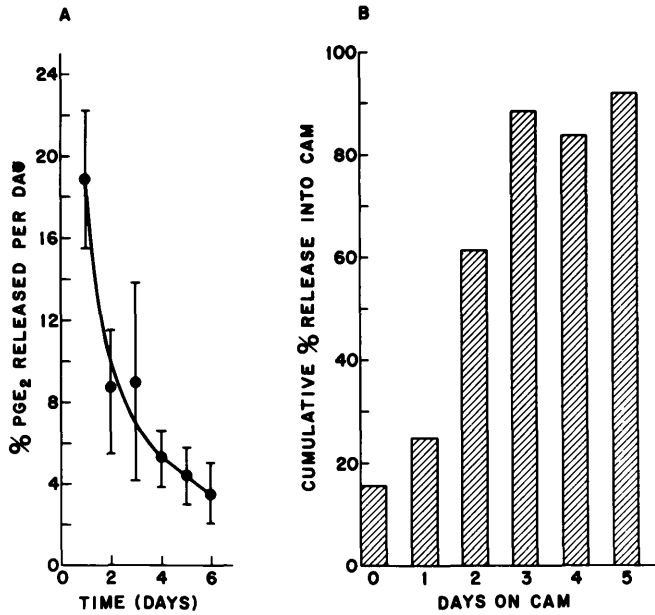 A
B
% PGE2 RELEASED PER DAY
24
20
16
12
8
4
0
0 2 4 6
TIME (DAYS)
CUMULATIVE % RELEASE INTO CAM
100
80
60
40
20
0
0 1 2 3 4 5
DAYS ON CAM